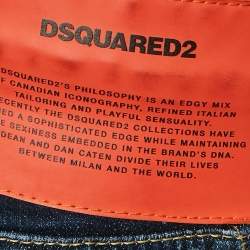 DSQUARED2
DSQUARED2'S PHILOSOPHY IS AN EDGY MIX
OF CANADIAN ICONOGRAPHY, REFINED ITALIAN
TAILORING AND PLAYFUL SENSUALITY.
RECENTLY THE DSQUARED2 COLLECTIONS HAVE
A SOPHISTICATED EDGE WHILE MAINTAINING
SEXINESS EMBEDDED IN THE BRAND'S DNA.
DEAN AND DAN CATEN DIVIDE THEIR LIVES
BETWEEN MILAN AND THE WORLD.